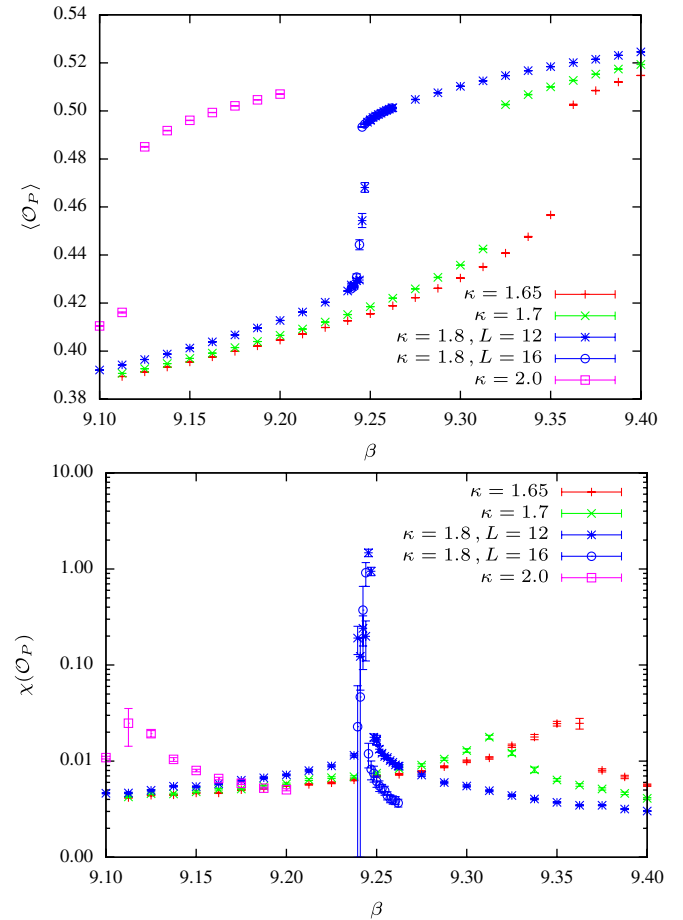 0.54
0.52
0.50
0.48
0.46
0.44
0.42
0.40
0.38
⟨𝒪_P⟩
9.10 9.15 9.20 9.25 9.30 9.35 9.40
β
κ = 1.65
κ = 1.7
κ = 1.8 , L = 12
κ = 1.8 , L = 16
κ = 2.0
10.00
1.00
0.10
0.01
0.00
χ(𝒪_P)
9.10 9.15 9.20 9.25 9.30 9.35 9.40
β
κ = 1.65
κ = 1.7
κ = 1.8 , L = 12
κ = 1.8 , L = 16
κ = 2.0